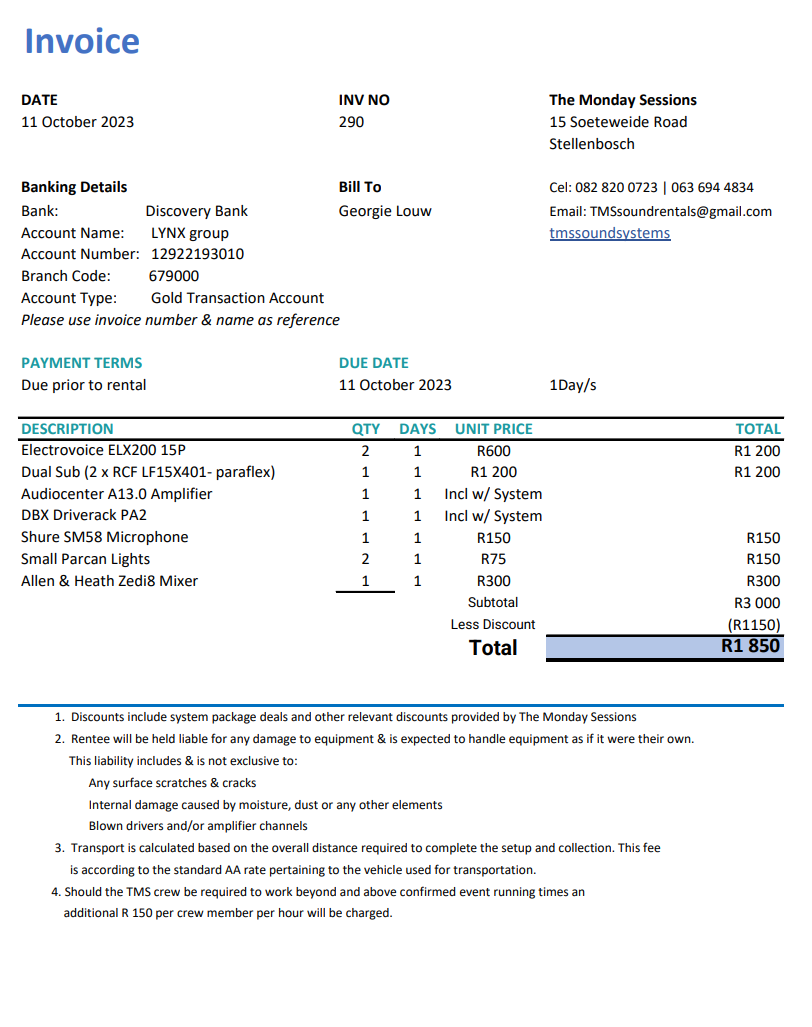 Invoice
DATE INV NO The Monday Sessions
11 October 2023 290 15 Soeteweide Road
Stellenbosch
Banking Details Bill To Cel: 082 820 0723 | 063 694 4834
Bank: Discovery Bank Georgie Louw Email: TMSsoundrentals@gmail.com
Account Name: LYNX group tmssoundsystems
Account Number: 12922193010
Branch Code: 679000
Account Type: Gold Transaction Account
Please use invoice number & name as reference
PAYMENT TERMS DUE DATE
Due prior to rental 11 October 2023 1Day/s
DESCRIPTION QTY DAYS UNIT PRICE TOTAL
Electrovoice ELX200 15P 2 1 R600 R1 200
Dual Sub (2 x RCF LF15X401- paraflex) 1 1 R1 200 R1 200
Audiocenter A13.0 Amplifier 1 1 Incl w/ System
DBX Driverack PA2 1 1 Incl w/ System
Shure SM58 Microphone 1 1 R150 R150
Small Parcan Lights 2 1 R75 R150
Allen & Heath Zedi8 Mixer 1 1 R300 R300
Subtotal R3 000
Less Discount (R1150)
Total R1 850
1. Discounts include system package deals and other relevant discounts provided by The Monday Sessions
2. Rentee will be held liable for any damage to equipment & is expected to handle equipment as if it were their own.
This liability includes & is not exclusive to:
Any surface scratches & cracks
Internal damage caused by moisture, dust or any other elements
Blown drivers and/or amplifier channels
3. Transport is calculated based on the overall distance required to complete the setup and collection. This fee
is according to the standard AA rate pertaining to the vehicle used for transportation.
4. Should the TMS crew be required to work beyond and above confirmed event running times an
additional R 150 per crew member per hour will be charged.